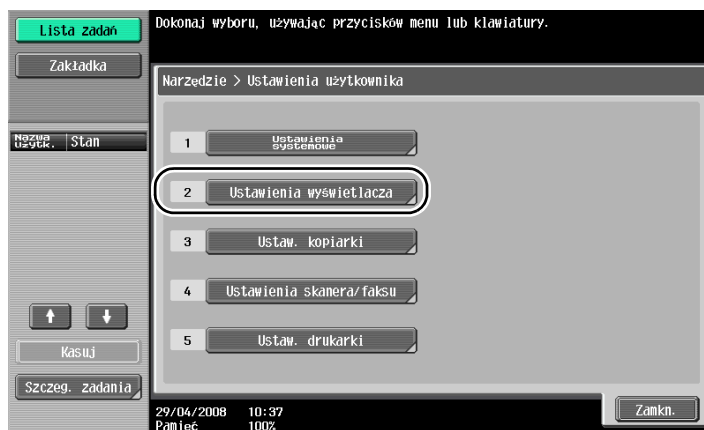 Lista zadań
Zakładka
Nazwa użytk.
Stan
Kasuj
Szczeg. zadania
Dokonaj wyboru, używając przycisków menu lub klawiatury.
Narzędzie > Ustawienia użytkownika
1 Ustawienia systemowe
2 Ustawienia wyświetlacza
3 Ustaw. kopiarki
4 Ustawienia skanera/faksu
5 Ustaw. drukarki
29/04/2008 10:37
Pamięć 100%
Zamkn.